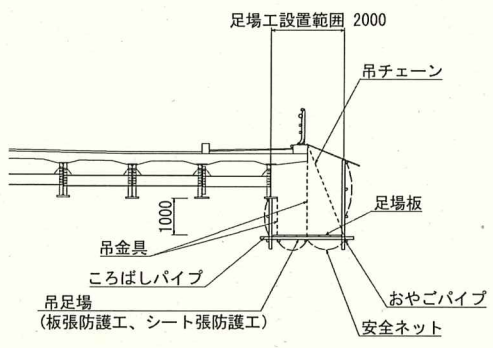 足場工設置範囲 2000
吊チェーン
足場板
1000
吊金具
ころばしパイプ
吊足場
(板張防護工、シート張防護工)
おやごパイプ
安全ネット